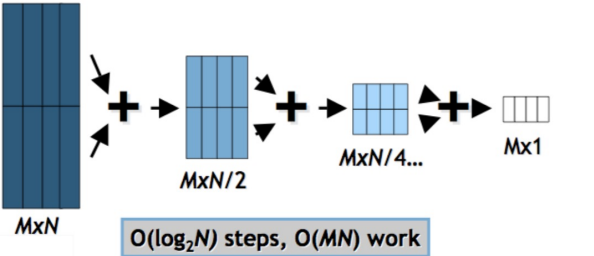 +
+
+
MxN
MxN/2
MxN/4...
Mx1
O(log₂N) steps, O(MN) work